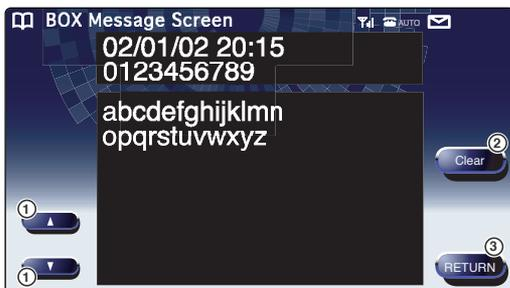 BOX Message Screen
AUTO
02/01/02 20:15
0123456789
abcdefghijklmn
opqrstuvwxyz
② Clear
①
①
③ RETURN